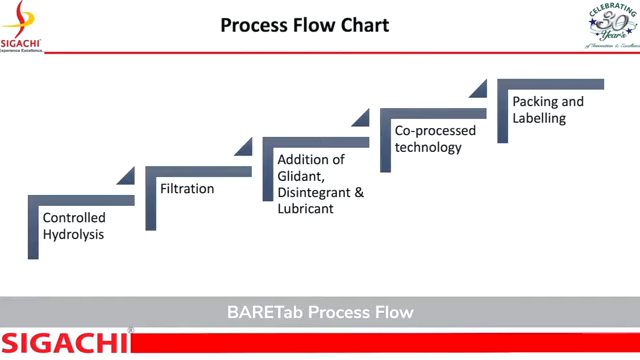 Process Flow Chart
SIGACHI
Experience Excellence.
CELEBRATING
30
Year's
of Innovation & Excellence
Packing and
Labelling
Co-processed
technology
Addition of
Glidant,
Disintegrant &
Lubricant
Filtration
Controlled
Hydrolysis
BARETab Process Flow
SIGACHI®